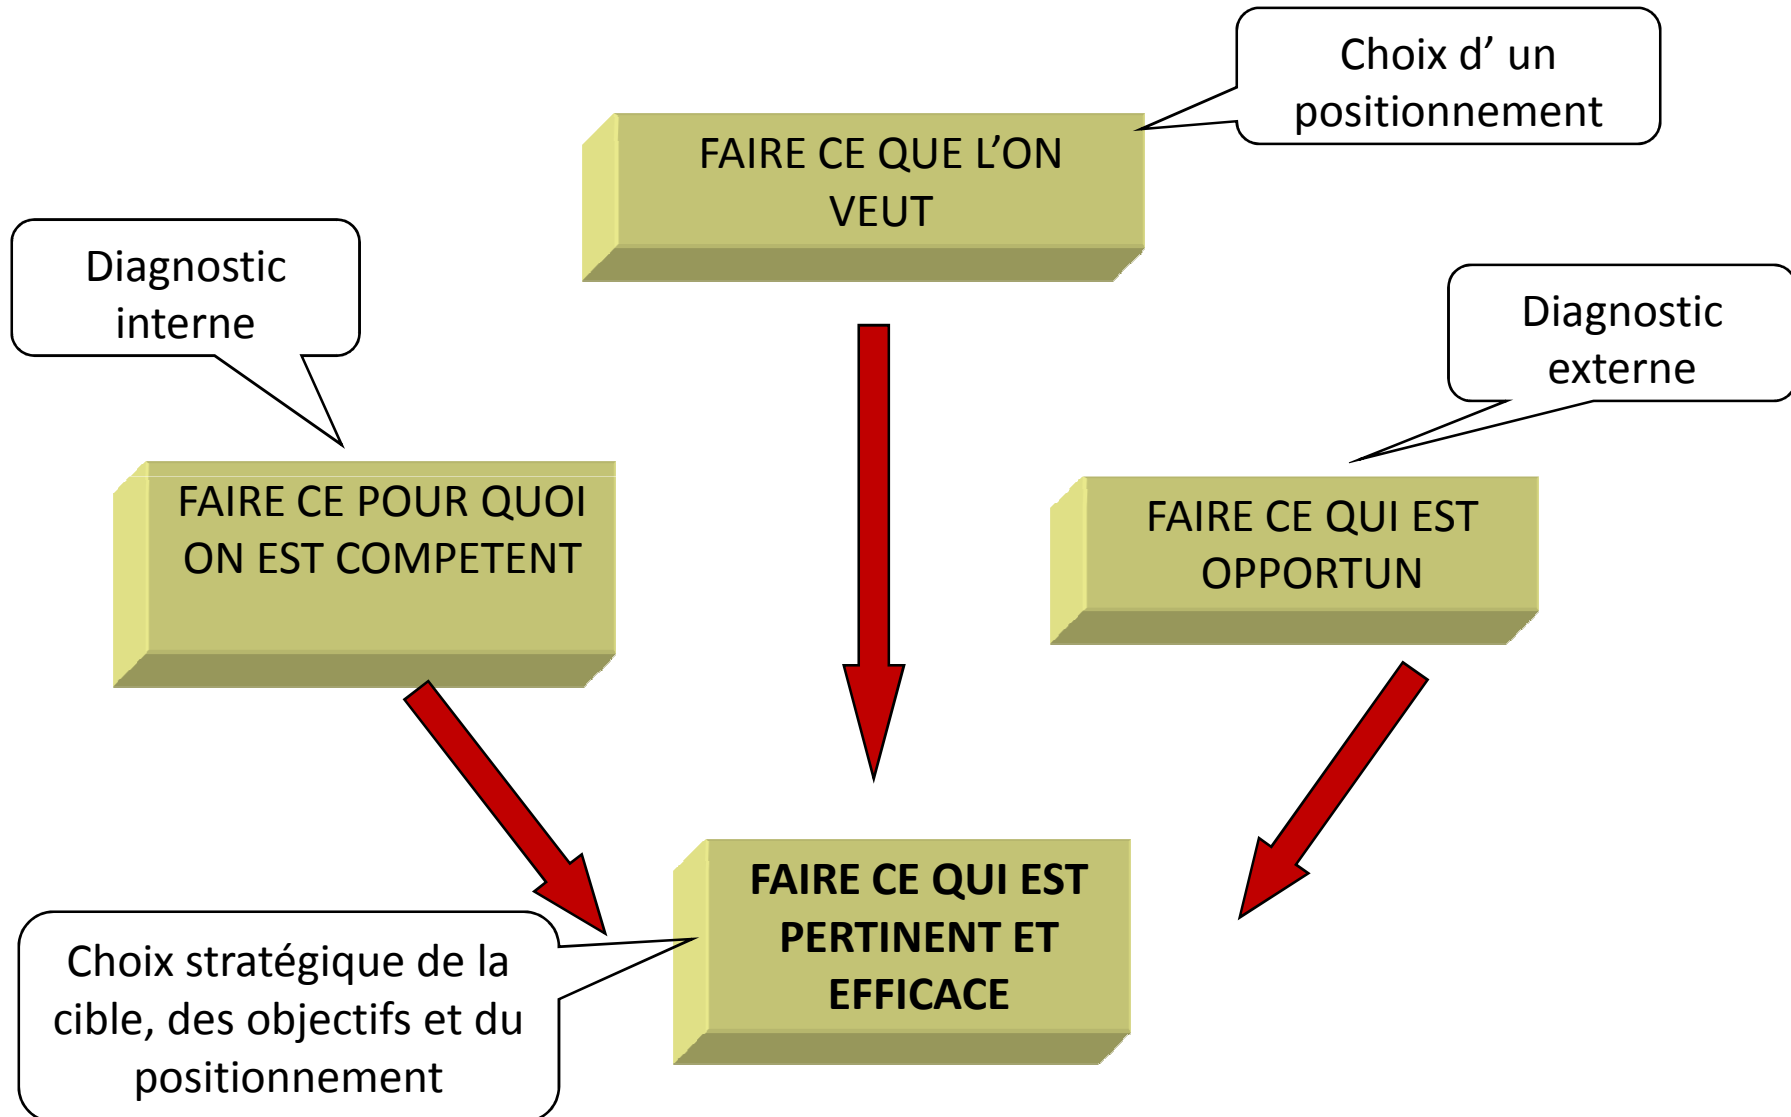 Choix d’ un
positionnement
FAIRE CE QUE L’ON
VEUT
Diagnostic
interne
Diagnostic
externe
FAIRE CE POUR QUOI
ON EST COMPETENT
FAIRE CE QUI EST
OPPORTUN
FAIRE CE QUI EST
PERTINENT ET
EFFICACE
Choix stratégique de la
cible, des objectifs et du
positionnement